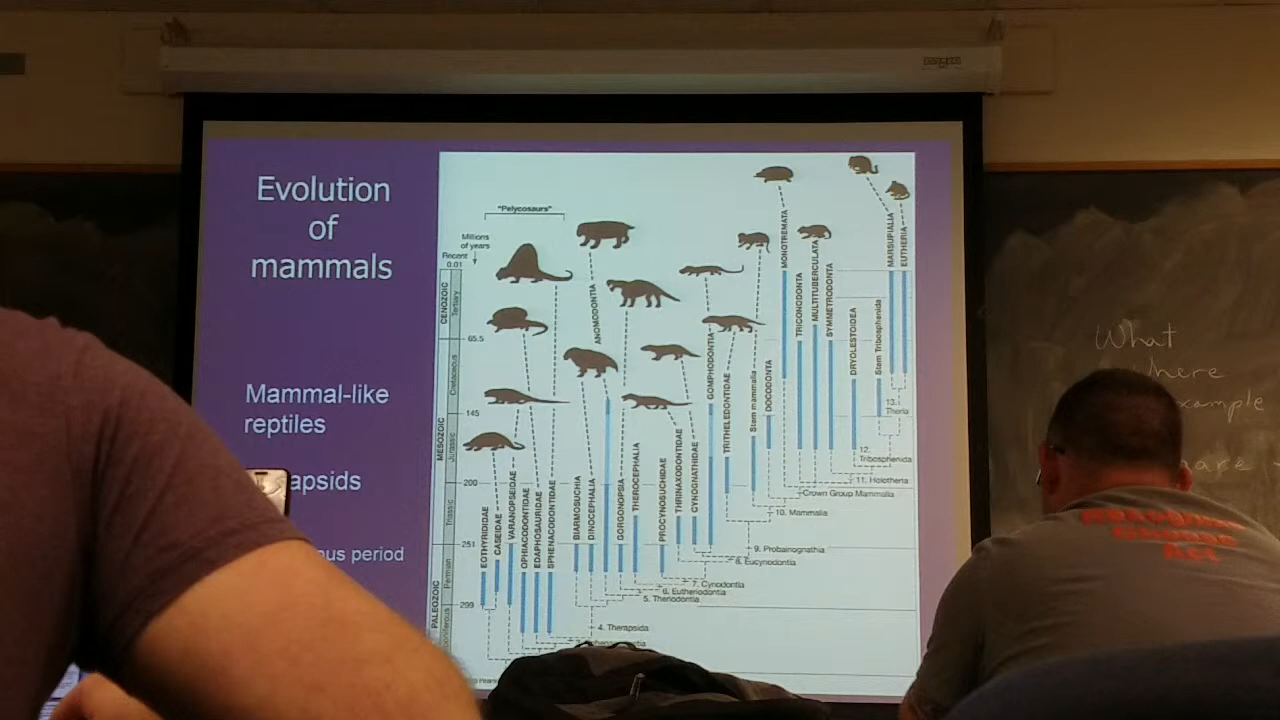 Evolution
of
mammals
Mammal-like
reptiles
apsids
us period
"Pelycosaurs"
Millions
of years
Recent
0.01
65.5
145
200
251
299
CENOZOIC
MESOZOIC
PALEOZOIC
Tertiary
Cretaceous
Jurassic
Triassic
Permian
EOTHYRIDIDAE
CASEIDAE
VARANOPSEIDAE
OPHIACODONTIDAE
EDAPHOSAURIDAE
SPHENACODONTIDAE
BIARMOSUCHIA
DINOCEPHALIA
ANOMODONTIA
GORGONOPSIA
THEROCEPHALIA
PROCYNOSUCHIDAE
THRINAXODONTIDAE
CYNOGNATHIDAE
GOMPHODONTIA
TRITHELEDONTIDAE
Stem mammalia
DOCODONTA
MONOTREMATA
TRICONODONTA
MULTITUBERCULATA
SYMMETRODONTA
DRYOLESTOIDEA
Stem Tribosphenida
MARSUPIALIA
EUTHERIA
13.
Theria
12.
Tribosphenida
11. Holotheria
Crown Group Mammalia
10. Mammalia
9. Probainognathia
8. Eucynodontia
7. Cynodontia
6. Eutheriodontia
5. Theriodontia
4. Therapsida
What
here
xample
are